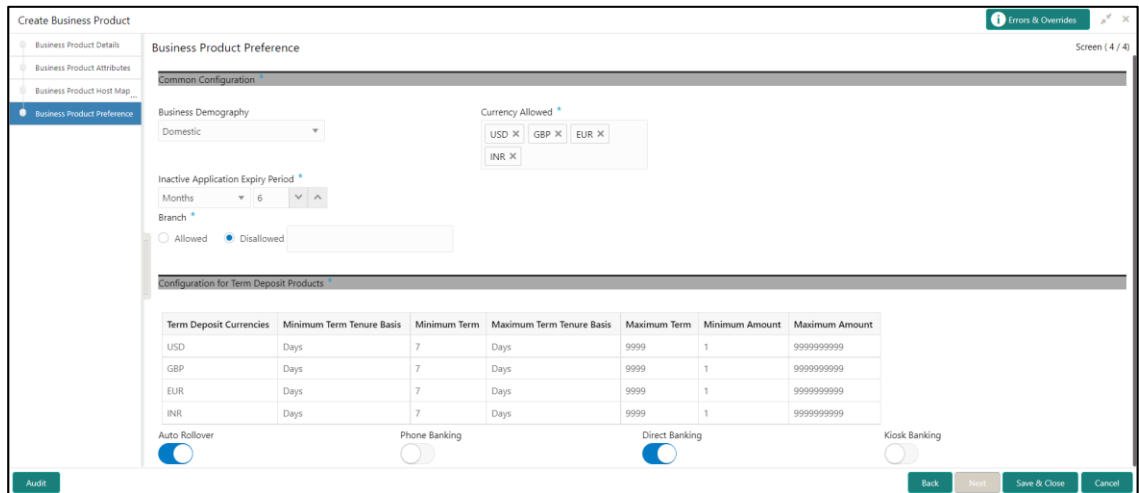 Create Business Product
Errors & Overrides
Business Product Details
Business Product Attributes
Business Product Host Map...
Business Product Preference
Business Product Preference
Screen ( 4 / 4)
Common Configuration *
Business Demography
Currency Allowed *
Domestic
USD GBP EUR
INR
Inactive Application Expiry Period *
Months 6
Branch *
Allowed Disallowed
Configuration for Term Deposit Products *
Term Deposit Currencies Minimum Term Tenure Basis Minimum Term Maximum Term Tenure Basis Maximum Term Minimum Amount Maximum Amount
USD Days 7 Days 9999 1 9999999999
GBP Days 7 Days 9999 1 9999999999
EUR Days 7 Days 9999 1 9999999999
INR Days 7 Days 9999 1 9999999999
Auto Rollover Phone Banking Direct Banking Kiosk Banking
Audit Back Next Save & Close Cancel